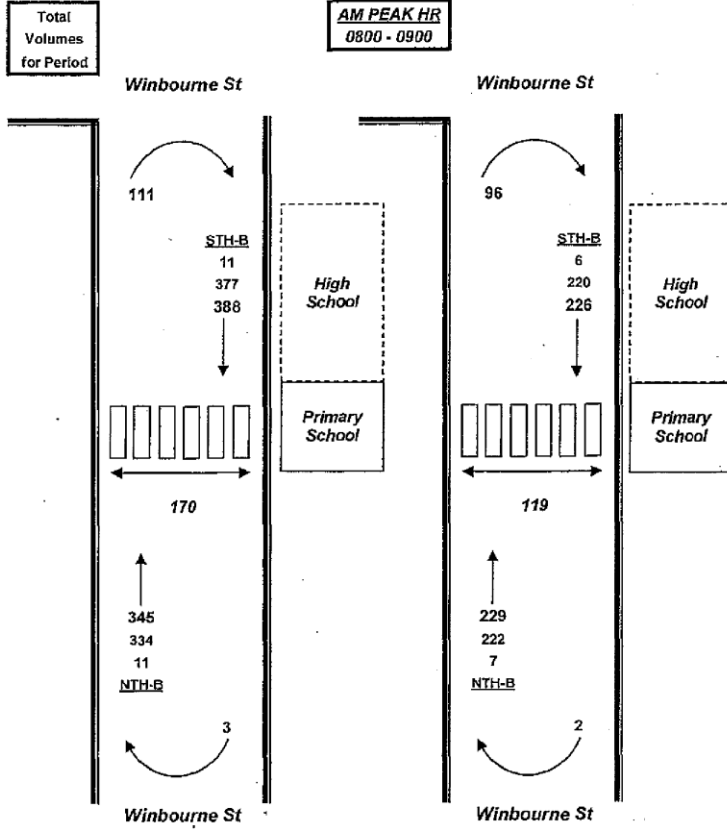 Total
Volumes
for Period
Winbourne St
111
STH-B
11
377
388
High
School
Primary
School
170
345
334
11
NTH-B
3
Winbourne St
AM PEAK HR
0800 - 0900
Winbourne St
96
STH-B
6
220
226
High
School
Primary
School
119
229
222
7
NTH-B
2
Winbourne St